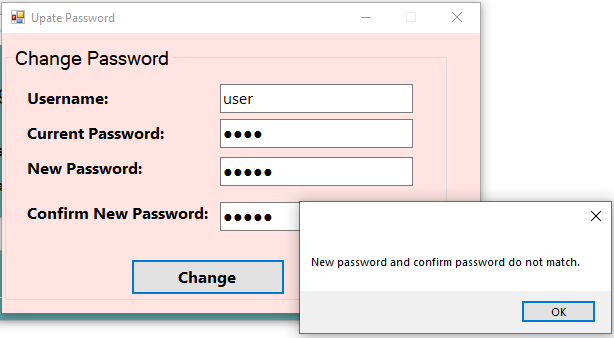 Upate Password
Change Password
Username:
user
Current Password:
●●●●
New Password:
●●●●●
Confirm New Password:
●●●●●
New password and confirm password do not match.
Change
OK